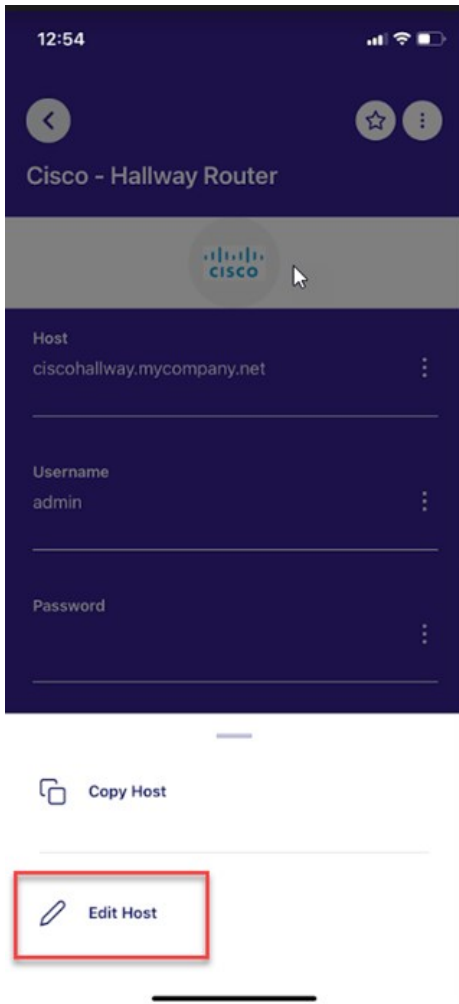 12:54
Cisco - Hallway Router
CISCO
Host
ciscohallway.mycompany.net
Username
admin
Password
Copy Host
Edit Host